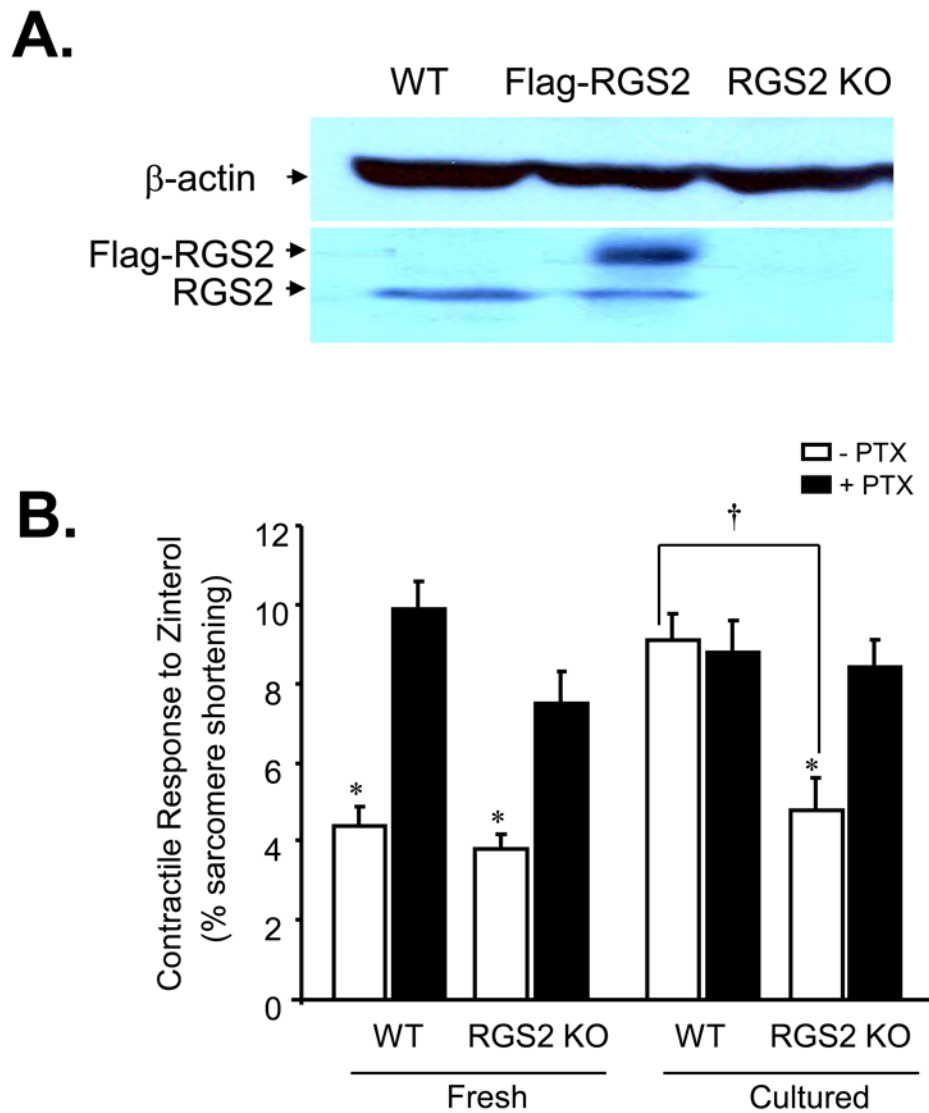 A.
WT Flag-RGS2 RGS2 KO
β-actin
Flag-RGS2
RGS2
- PTX
+ PTX
B.
†
Contractile Response to Zinterol
(% sarcomere shortening)
12
10
8
6
4
2
0
* * *
WT RGS2 KO WT RGS2 KO
Fresh Cultured